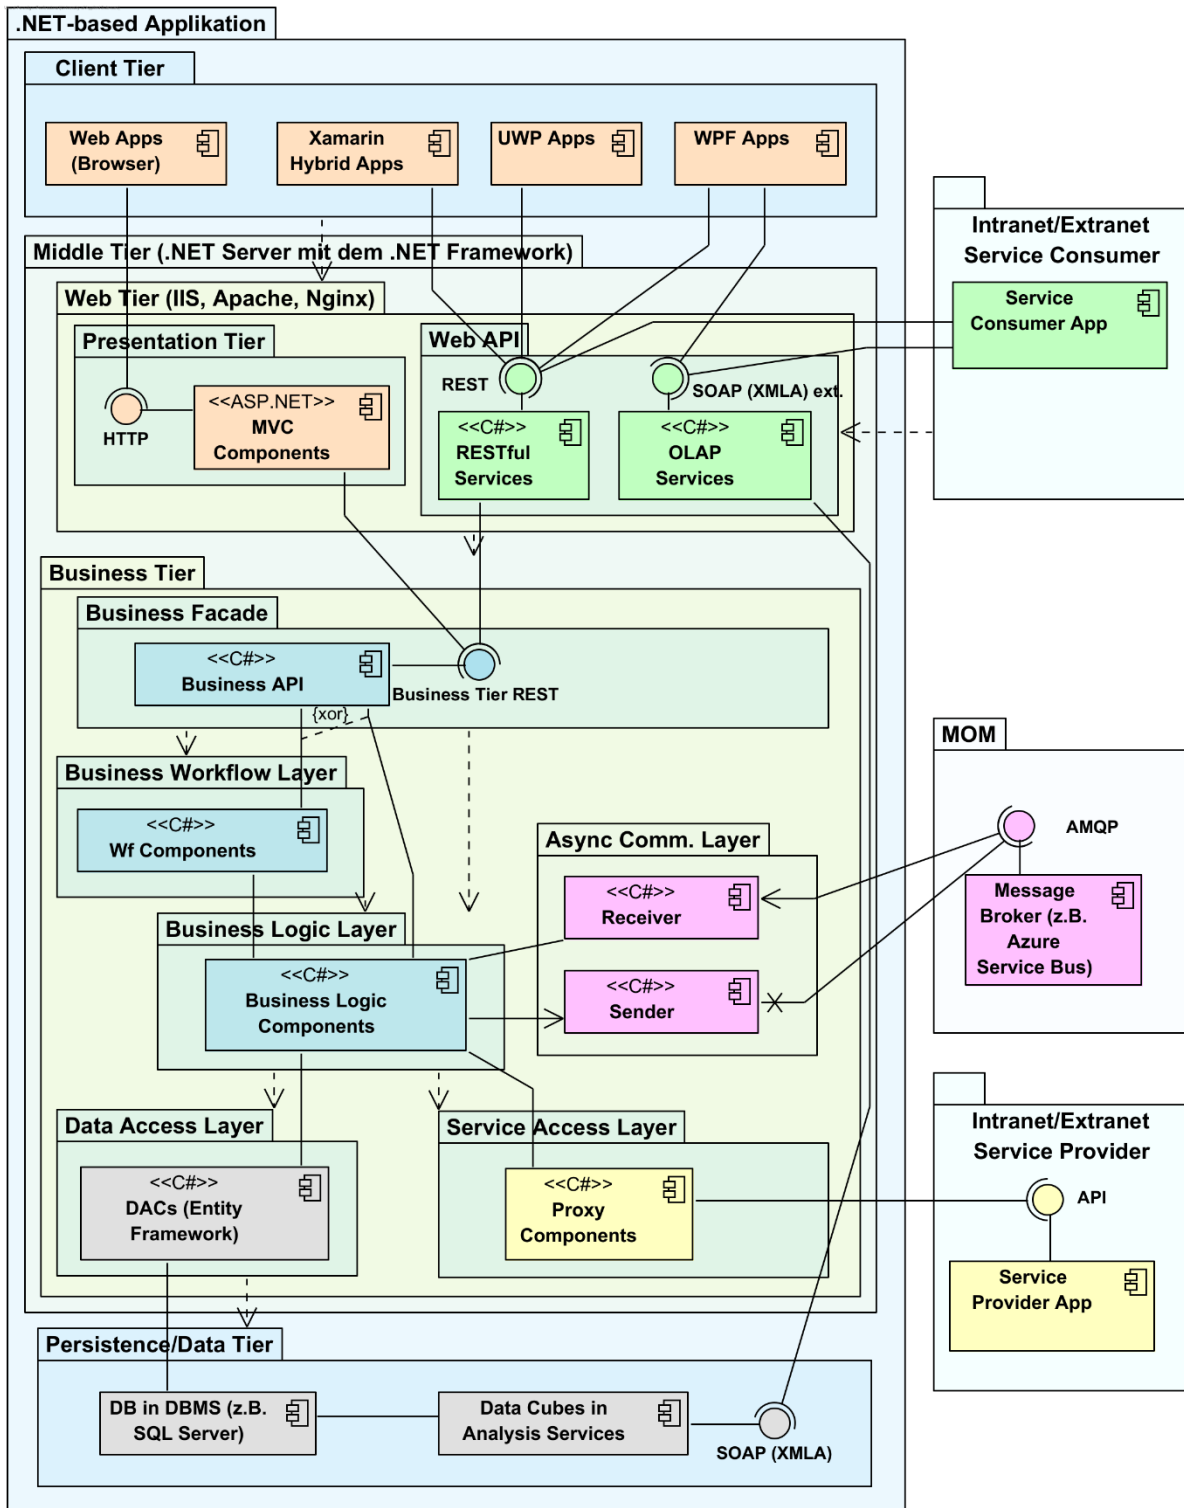 .NET-based Applikation
Client Tier
Web Apps
(Browser)
Xamarin
Hybrid Apps
UWP Apps
WPF Apps
Intranet/Extranet
Service Consumer
Service
Consumer App
Middle Tier (.NET Server mit dem .NET Framework)
Web Tier (IIS, Apache, Nginx)
Presentation Tier
HTTP
<<ASP.NET>>
MVC
Components
Web API
REST
SOAP (XMLA) ext.
<<C#>>
RESTful
Services
<<C#>>
OLAP
Services
Business Tier
Business Facade
<<C#>>
Business API
Business Tier REST
{xor}
Business Workflow Layer
<<C#>>
Wf Components
MOM
AMQP
Message
Broker (z.B.
Azure
Service Bus)
Async Comm. Layer
<<C#>>
Receiver
<<C#>>
Sender
Business Logic Layer
<<C#>>
Business Logic
Components
Data Access Layer
<<C#>>
DACs (Entity
Framework)
Service Access Layer
<<C#>>
Proxy
Components
Intranet/Extranet
Service Provider
API
Service
Provider App
Persistence/Data Tier
DB in DBMS (z.B.
SQL Server)
Data Cubes in
Analysis Services
SOAP (XMLA)